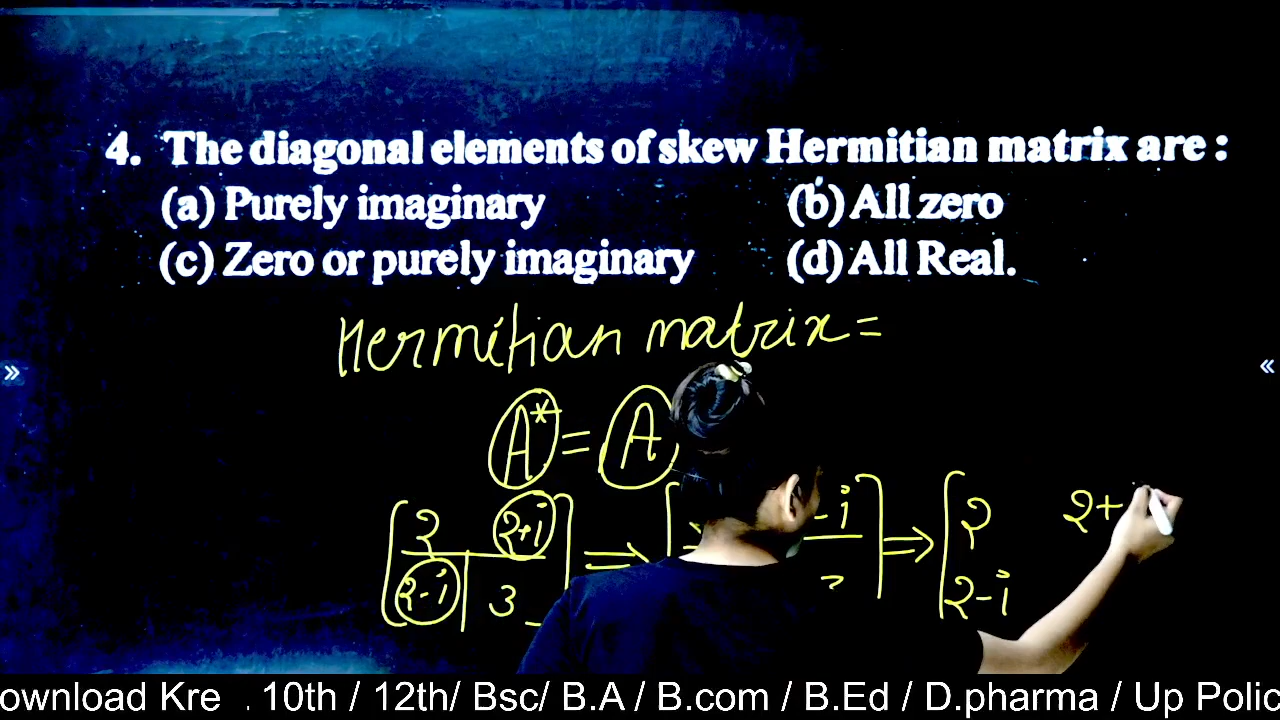 4. The diagonal elements of skew Hermitian matrix are :
(a) Purely imaginary (b) All zero
(c) Zero or purely imaginary (d) All Real.
Hermitian matrix =
A* = A
2 2+i ⇒ -i ⇒ 2 2+
2-i 3 2-i
ownload Kre . 10th / 12th/ Bsc/ B.A / B.com / B.Ed / D.pharma / Up Polic